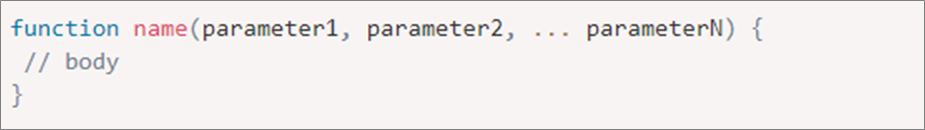 function name(parameter1, parameter2, ... parameterN) {
 // body
}